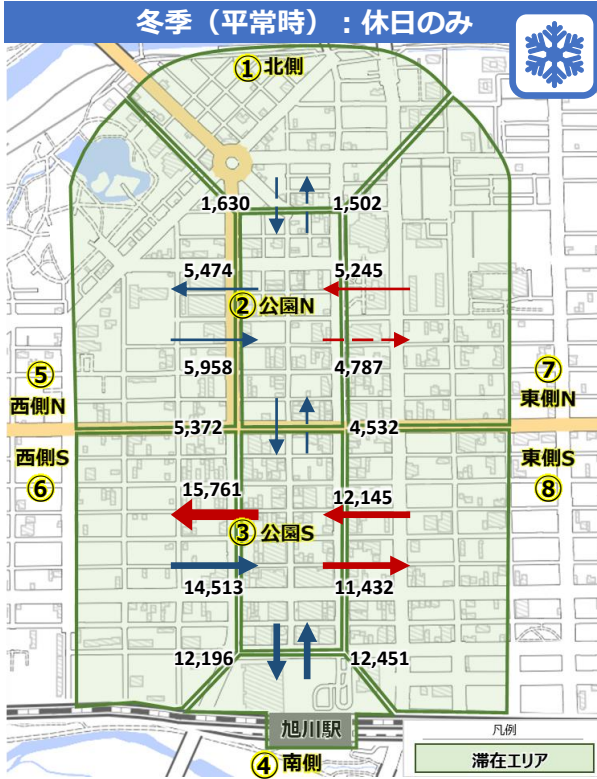 冬季（平常時）：休日のみ
①北側
1,630
1,502
5,474
5,245
②公園N
5,958
4,787
⑤
西側N
⑦
東側N
5,372
4,532
西側S
⑥
東側S
⑧
15,761
12,145
③公園S
14,513
11,432
12,196
12,451
旭川駅
④南側
凡例
滞在エリア